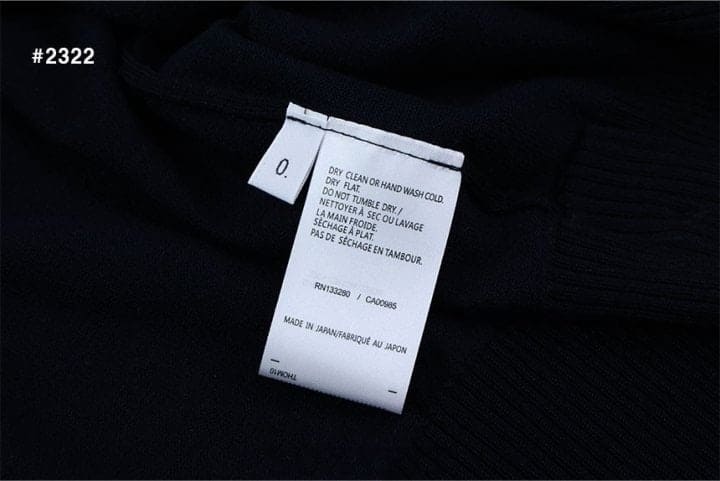 #2322
0.
DRY CLEAN OR HAND WASH COLD.
DRY FLAT.
DO NOT TUMBLE DRY. /
NETTOYER À SEC OU LAVAGE
LA MAIN FROIDE.
SÉCHAGE À PLAT.
PAS DE SÉCHAGE EN TAMBOUR.
RN133280 / CA00985
MADE IN JAPAN/FABRIQUÉ AU JAPON
THOM10